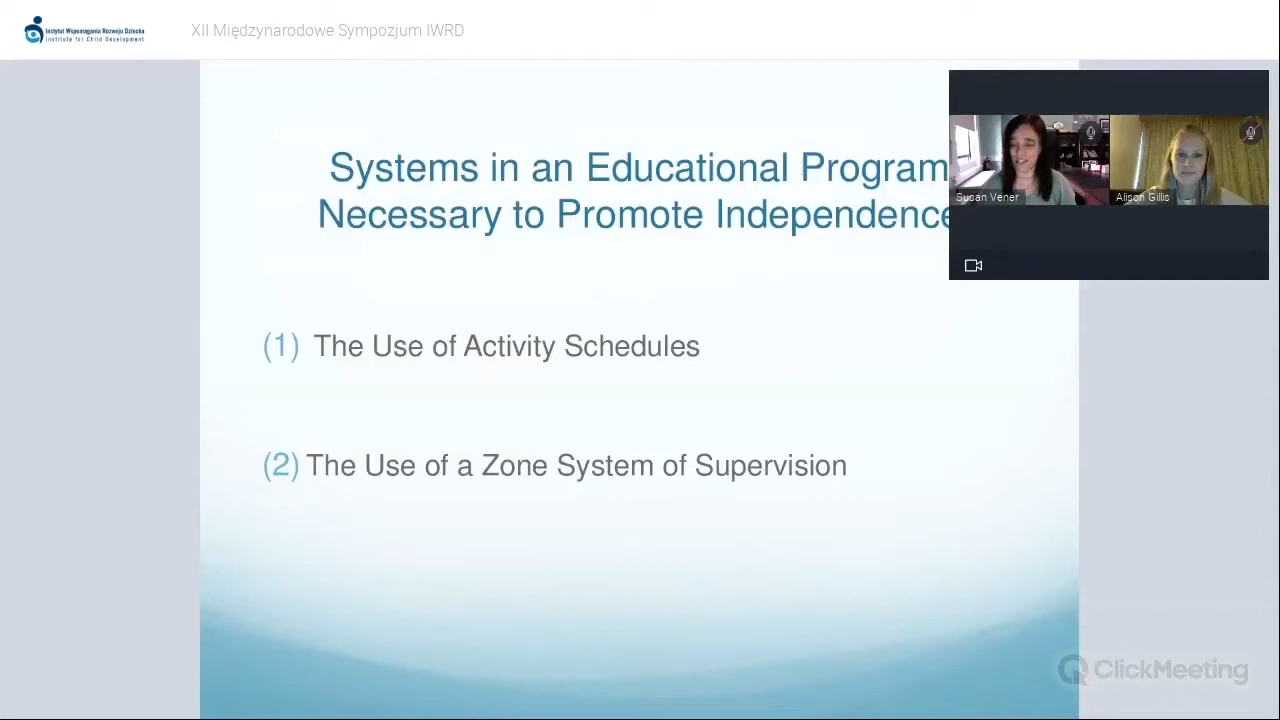 Instytut Wspomagania Rozwoju Dziecka
Institute for Child Development
XII Międzynarodowe Sympozjum IWRD
Systems in an Educational Program
Necessary to Promote Independence
Susan Vener
Alison Gillis
(1) The Use of Activity Schedules
(2) The Use of a Zone System of Supervision
ClickMeeting